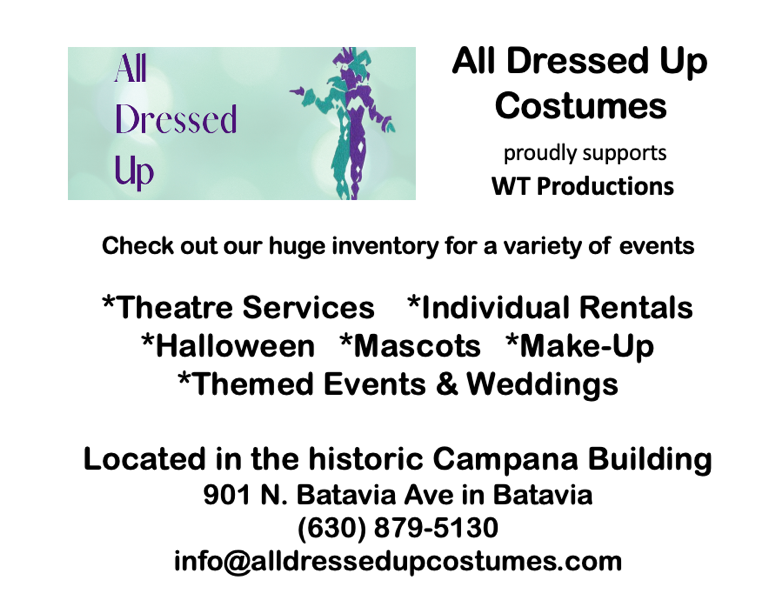 All
Dressed
Up
All Dressed Up
Costumes
proudly supports
WT Productions
Check out our huge inventory for a variety of events
*Theatre Services *Individual Rentals
*Halloween *Mascots *Make-Up
*Themed Events & Weddings
Located in the historic Campana Building
901 N. Batavia Ave in Batavia
(630) 879-5130
info@alldressedupcostumes.com